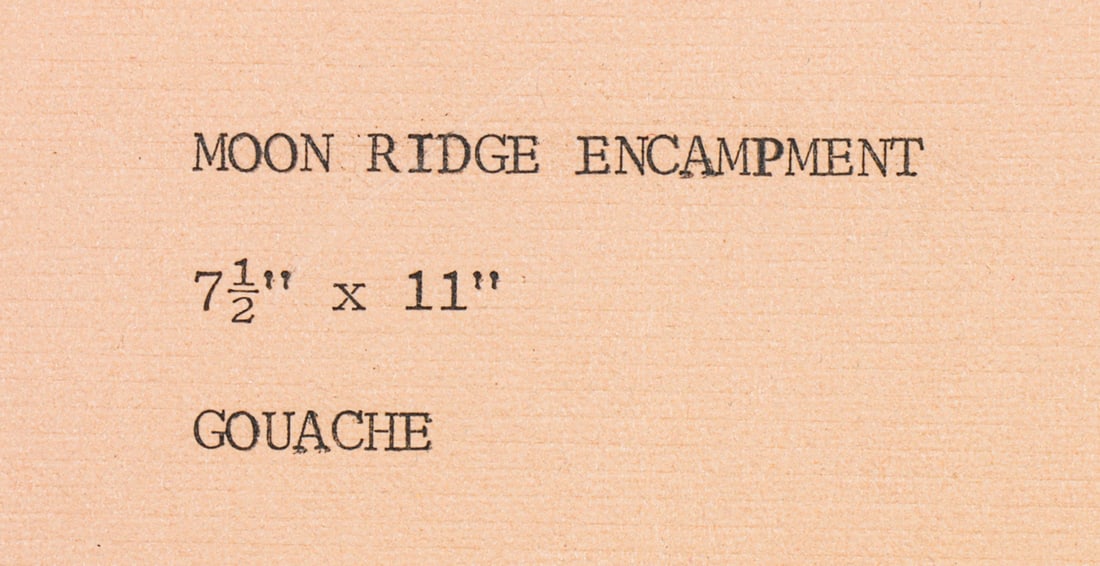 MOON RIDGE ENCAMPMENT
7½" x 11"
GOUACHE